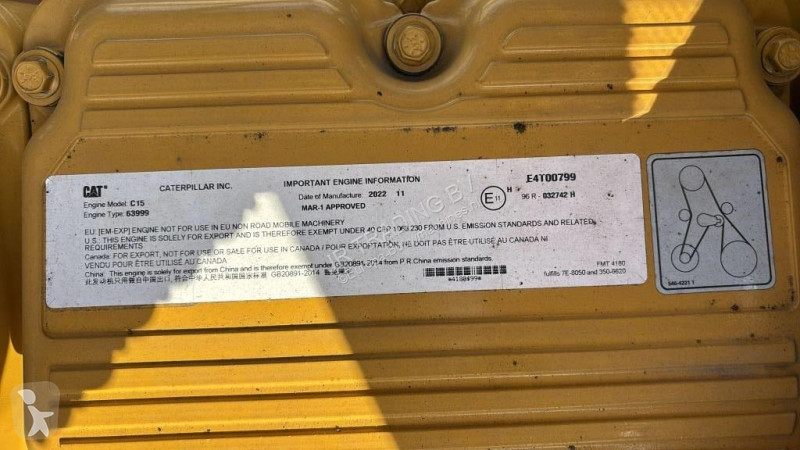 CAT
CATERPILLAR INC.
IMPORTANT ENGINE INFORMATION
E4T00799
Engine Model: C15
Date of Manufacture: 2022 11
Engine Type: 63999
MAR-1 APPROVED
E 11 H
96 R - 032742 H
EU: [EM-EXP] ENGINE NOT FOR USE IN EU NON ROAD MOBILE MACHINERY
U.S.: THIS ENGINE IS SOLELY FOR EXPORT AND IS THEREFORE EXEMPT UNDER 40 CFR 1068.230 FROM U.S. EMISSION STANDARDS AND RELATED
REQUIREMENTS
Canada: FOR EXPORT, NOT FOR USE OR SALE FOR USE IN CANADA / POUR EXPORTATION, NE DOIT PAS ÊTRE UTILISÉ AU CANADA NI
VENDU POUR ÊTRE UTILISÉ AU CANADA
China: This engine is solely for export from China and is therefore exempt under GB20891-2014 from P.R.China emission standards.
GB20891-2014
*4188499*
PMT 4180
fulfills 7E-8050 and 350-9620